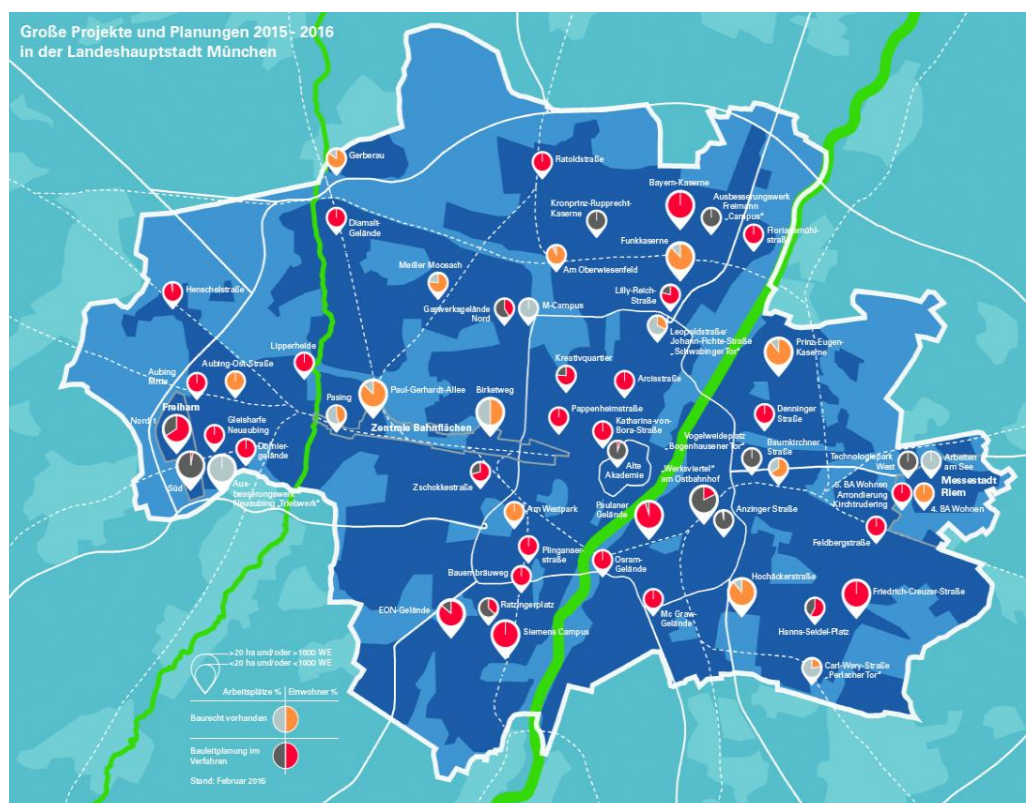 Große Projekte und Planungen 2015 - 2016
in der Landeshauptstadt München
Gerberau
Ratoldstraße
Bayern-Kaserne
Ausbesserungswerk
Freimann
„Campus“
Kronprinz-Rupprecht-
Kaserne
Diamalt-
Gelände
Floriansmühl-
straße
Funkkaserne
Am Oberwiesenfeld
Meiller Moosach
Henschelstraße
Lilly-Reich-
Straße
Gaswerksgelände
Nord
M-Campus
Leopoldstraße/
Johann-Fichte-Straße
„Schwabinger Tor“
Prinz-Eugen-
Kaserne
Lipperheide
Aubing-Ost-Straße
Aubing
Mitte
Kreativquartier
Arcisstraße
Paul-Gerhardt-Allee
Birketweg
Pasing
Freiham
Nord 1
Gleisharfe
Neuaubing
Zentrale Bahnflächen
Pappenheimstraße
Katharina-von-
Bora-Straße
Denninger
Straße
Dornier-
gelände
Vogelweideplatz
„Bogenhausener Tor“
Baumkirchner
Straße
Technologiepark
West
Arbeiten
am See
Alte
Akademie
Süd
Aus-
besserungswerk
Neuaubing „Triebwerk“
Zschokkestraße
„Werksviertel“
am Ostbahnhof
Messestadt
Riem
5. BA Wohnen
Arrondierung
Kirchtrudering
4. BA Wohnen
Am Westpark
Paulaner
Gelände
Anzinger Straße
Feldbergstraße
Plinganser-
straße
Osram-
Gelände
Bauernbräuweg
Hochäckerstraße
Friedrich-Creuzer-Straße
EON-Gelände
Ratzingerplatz
Mc Graw-
Gelände
Hanns-Seidel-Platz
Siemens Campus
Carl-Wery-Straße
„Perlacher Tor“
>20 ha und/oder >1000 WE
<20 ha und/oder <1000 WE
Arbeitsplätze % Einwohner %
Baurecht vorhanden
Bauleitplanung im
Verfahren
Stand: Februar 2015